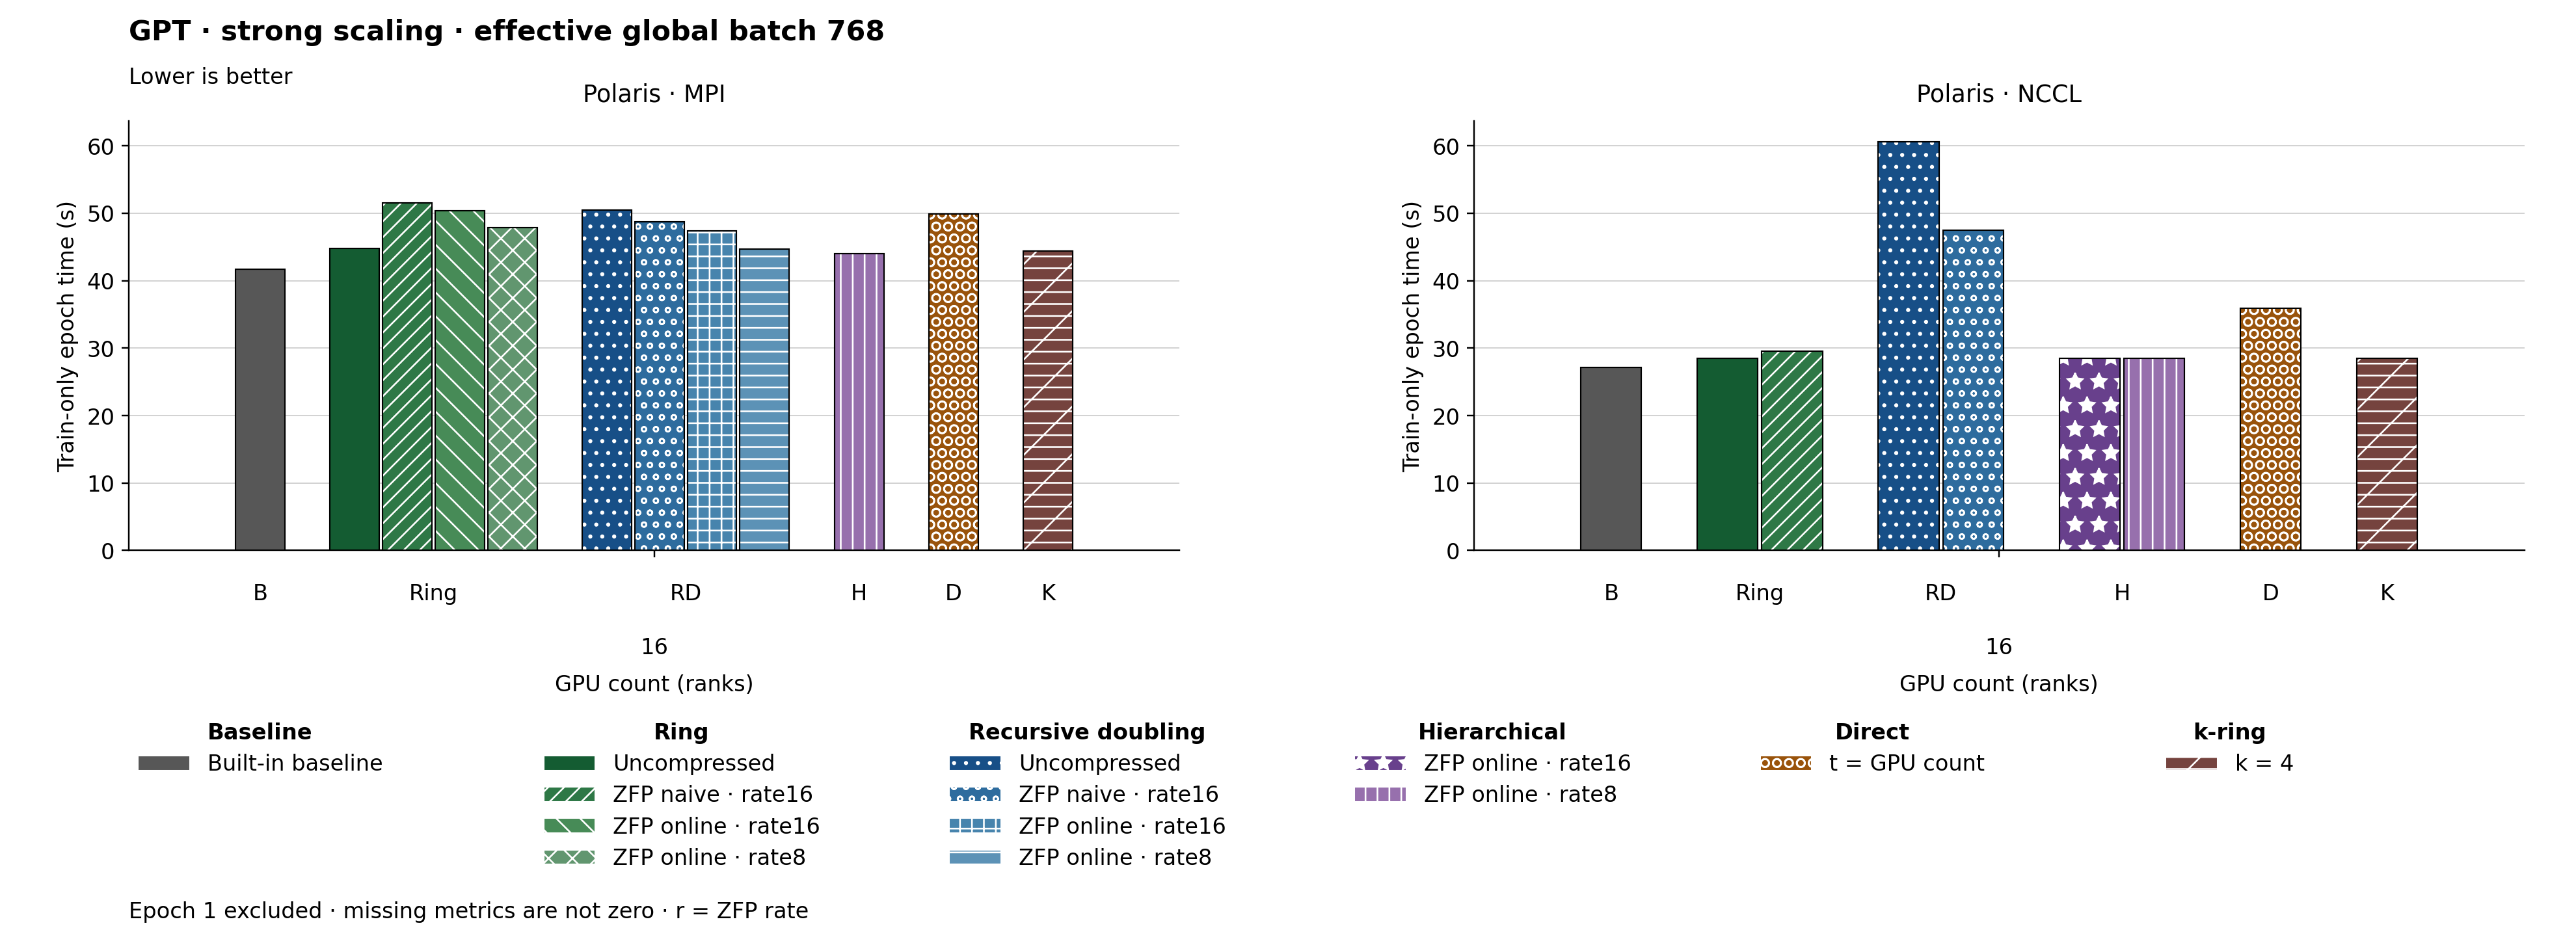 GPT · strong scaling · effective global batch 768
Lower is better
Polaris · MPI
Train-only epoch time (s)
60
50
40
30
20
10
0
B Ring RD H D K
16
GPU count (ranks)
Polaris · NCCL
Train-only epoch time (s)
60
50
40
30
20
10
0
B Ring RD H D K
16
GPU count (ranks)
Baseline
Built-in baseline
Ring
Uncompressed
ZFP naive · rate16
ZFP online · rate16
ZFP online · rate8
Recursive doubling
Uncompressed
ZFP naive · rate16
ZFP online · rate16
ZFP online · rate8
Hierarchical
ZFP online · rate16
ZFP online · rate8
Direct
t = GPU count
k-ring
k = 4
Epoch 1 excluded · missing metrics are not zero · r = ZFP rate